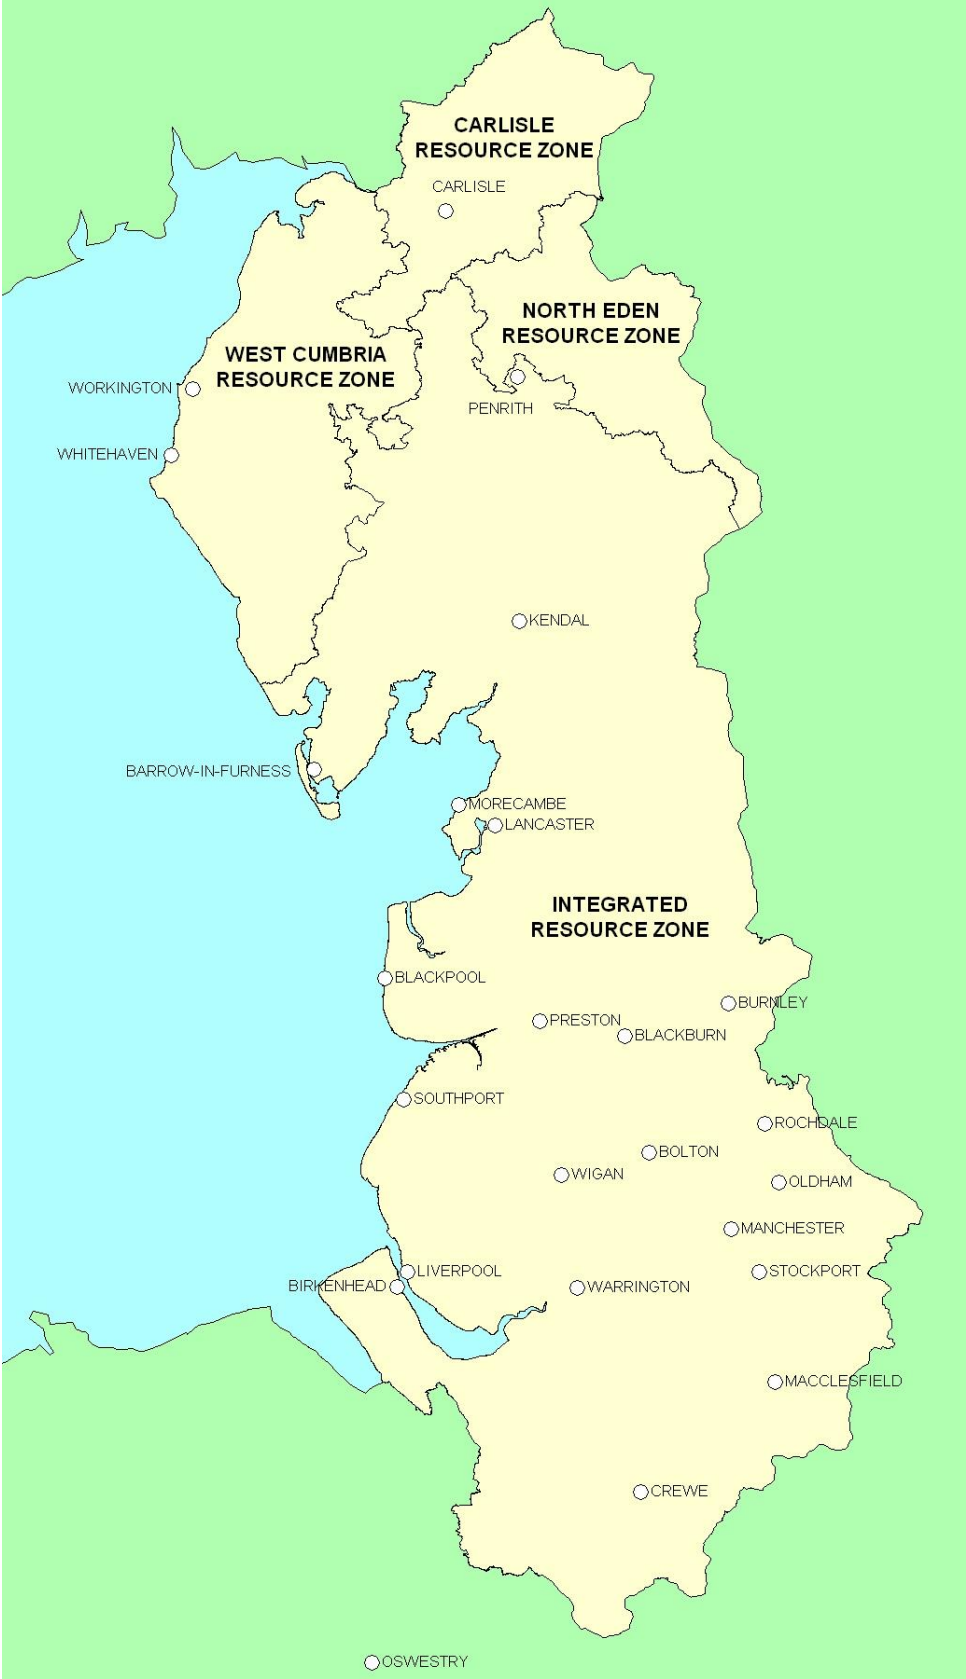 CARLISLE
RESOURCE ZONE
CARLISLE
NORTH EDEN
RESOURCE ZONE
WEST CUMBRIA
RESOURCE ZONE
WORKINGTON
PENRITH
WHITEHAVEN
KENDAL
BARROW-IN-FURNESS
MORECAMBE
LANCASTER
INTEGRATED
RESOURCE ZONE
BLACKPOOL
BURNLEY
PRESTON
BLACKBURN
SOUTHPORT
ROCHDALE
BOLTON
WIGAN
OLDHAM
MANCHESTER
LIVERPOOL
STOCKPORT
BIRKENHEAD
WARRINGTON
MACCLESFIELD
CREWE
OSWESTRY